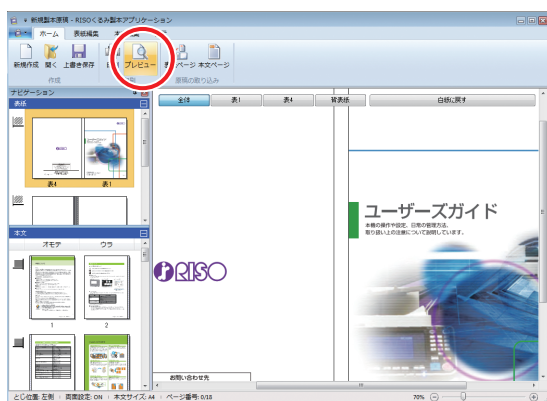 新規製本原稿 - RISOくるみ製本アプリケーション
ホーム 表紙編集
新規作成 開く 上書き保存 プレビュー ページ 本文ページ
作成 原稿の取り込み
ナビゲーション
表紙
全体 表1 表4 背表紙 白紙に戻す
表4 表1
本文
オモテ ウラ
1 2
RISO
ユーザーズガイド
本機の操作や設定、日常の管理方法、
取り扱い上の注意について説明しています。
お問い合わせ先
とじ位置: 左側 両面設定: ON 本文サイズ: A4 ページ番号: 0/18 70%